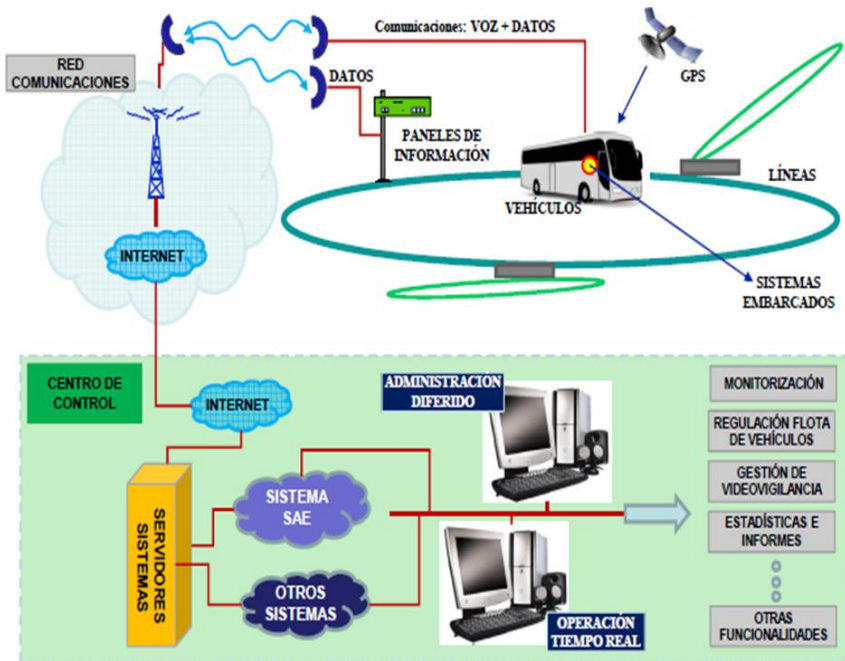 Comunicaciones: VOZ + DATOS
RED
COMUNICACIONES
DATOS
GPS
PANELES DE
INFORMACIÓN
LÍNEAS
VEHÍCULOS
INTERNET
SISTEMAS
EMBARCADOS
CENTRO DE
CONTROL
INTERNET
ADMINISTRACIÓN
DIFERIDO
MONITORIZACIÓN
REGULACIÓN FLOTA
DE VEHÍCULOS
SERVIDORES
SISTEMAS
SISTEMA
SAE
GESTIÓN DE
VIDEOVIGILANCIA
ESTADÍSTICAS E
INFORMES
OTROS
SISTEMAS
OPERACIÓN
TIEMPO REAL
OTRAS
FUNCIONALIDADES